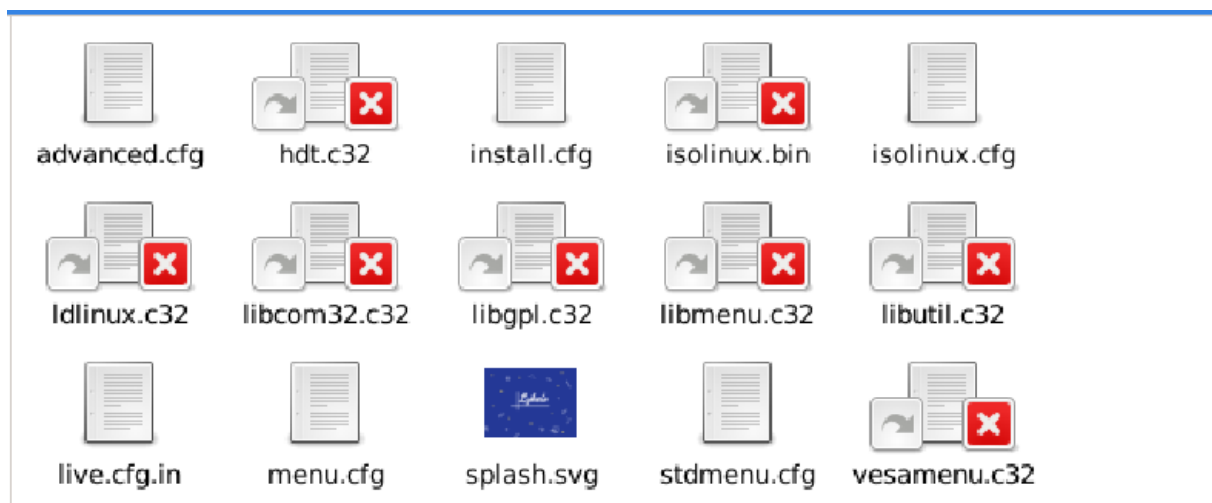 advanced.cfg hdt.c32 install.cfg isolinux.bin isolinux.cfg
ldlinux.c32 libcom32.c32 libgpl.c32 libmenu.c32 libutil.c32
live.cfg.in menu.cfg splash.svg stdmenu.cfg vesamenu.c32